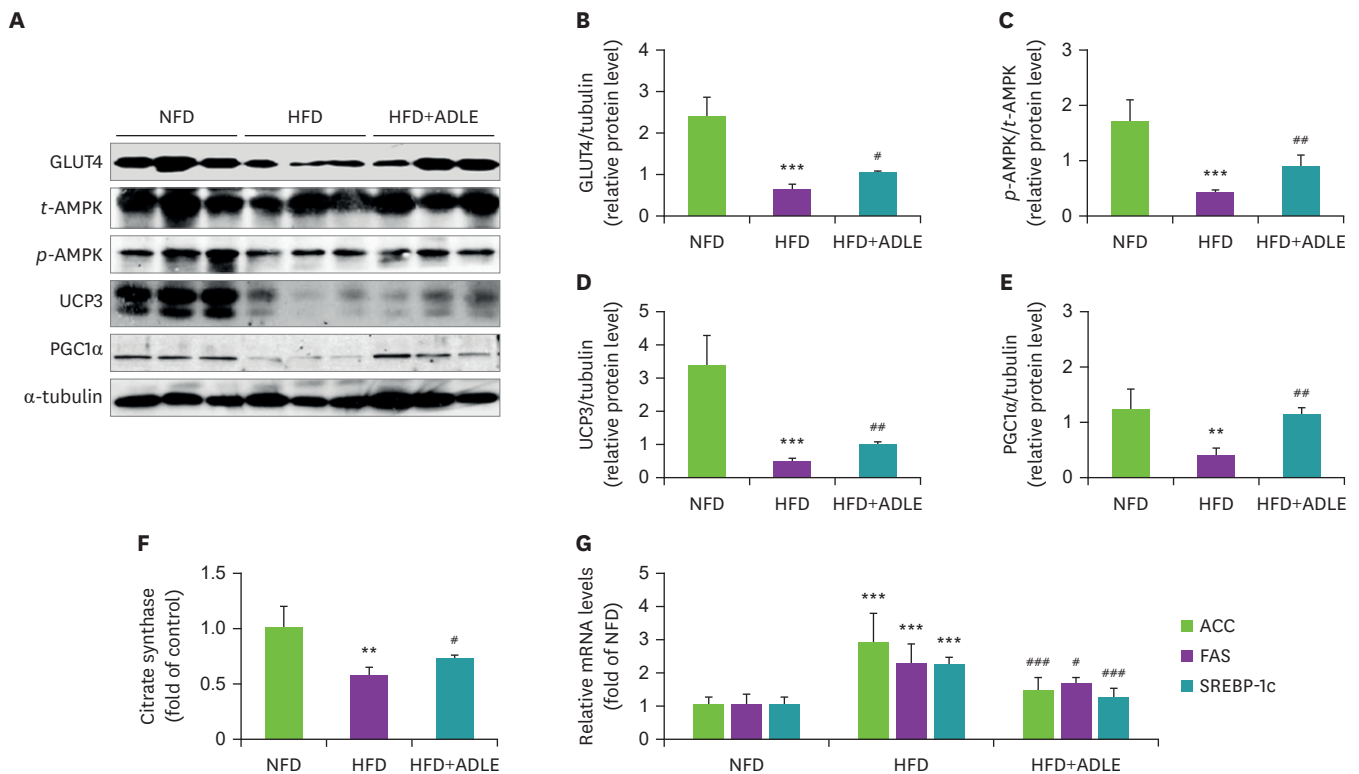 A
NFD HFD HFD+ADLE
GLUT4
t-AMPK
p-AMPK
UCP3
PGC1α
α-tubulin
B
GLUT4/tubulin
(relative protein level)
4
3
2
1
0
***
#
NFD HFD HFD+ADLE
C
p-AMPK/t-AMPK
(relative protein level)
3
2
1
0
***
##
NFD HFD HFD+ADLE
D
UCP3/tubulin
(relative protein level)
5
4
3
2
1
0
***
##
NFD HFD HFD+ADLE
E
PGC1α/tubulin
(relative protein level)
3
2
1
0
**
##
NFD HFD HFD+ADLE
F
Citrate synthase
(fold of control)
1.5
1.0
0.5
0
**
#
NFD HFD HFD+ADLE
G
Relative mRNA levels
(fold of NFD)
5
4
3
2
1
0
*** *** ***
### # ###
NFD HFD HFD+ADLE
ACC
FAS
SREBP-1c